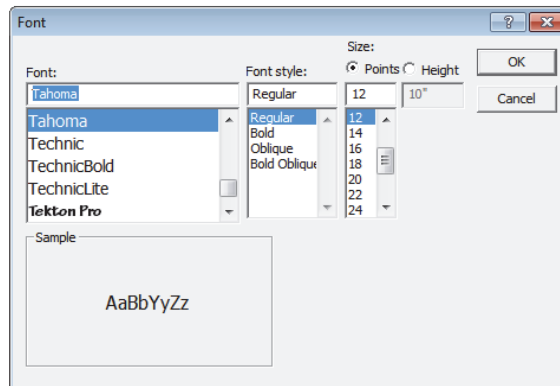 Font
Size:
Font:
Font style:
Points
Height
OK
Tahoma
Regular
12
10"
Cancel
Tahoma
Technic
TechnicBold
TechnicLite
Tekton Pro
Regular
Bold
Oblique
Bold Oblique
12
14
16
18
20
22
24
Sample
AaBbYyZz